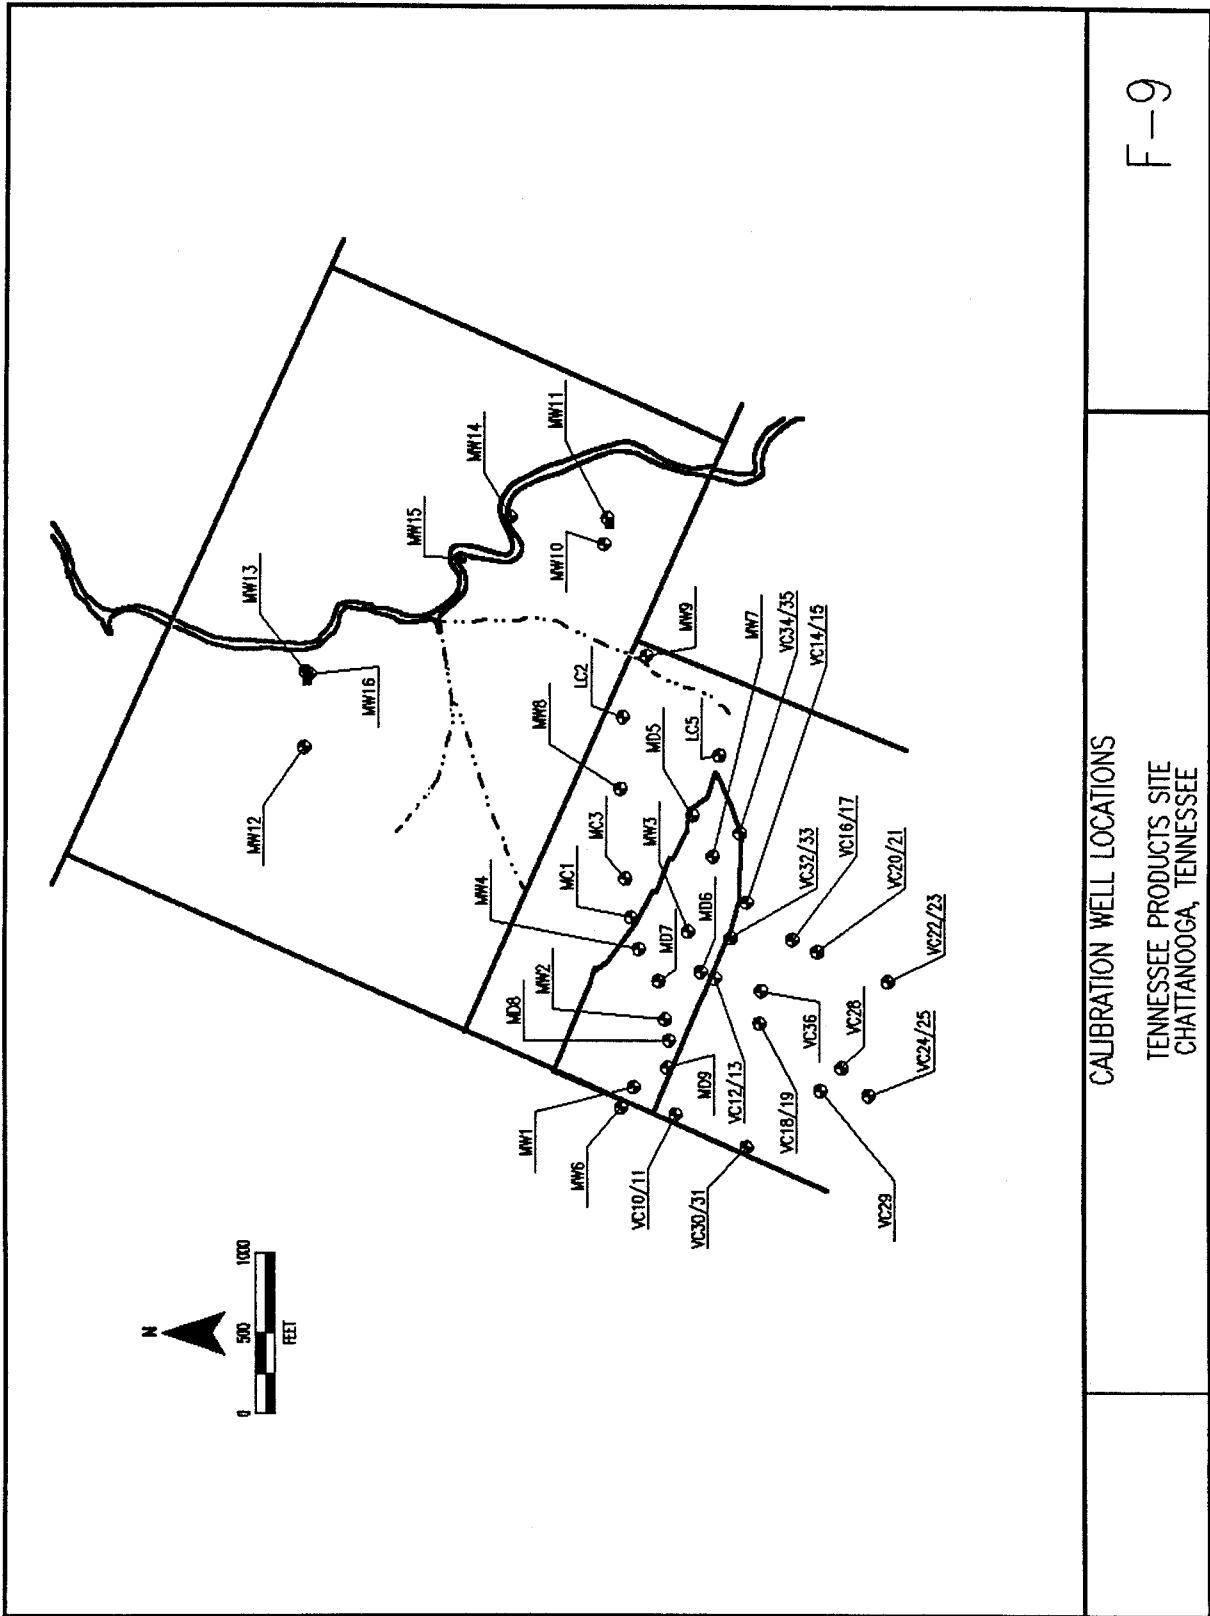 N
0 500 1000
FEET
MW12
MW13
MW16
MW15
MW14
MW11
MW10
MW9
LC2
MW8
MC3
MC1
MW4
MW2
MD8
MW1
MW6
VC10/11
VC30/31
MD9
VC12/13
VC18/19
VC29
VC24/25
VC28
VC36
VC22/23
VC20/21
VC16/17
VC32/33
VC14/15
VC34/35
MW7
LC5
MD5
MW3
MD6
MD7
CALIBRATION WELL LOCATIONS
TENNESSEE PRODUCTS SITE
CHATTANOOGA, TENNESSEE
F-9